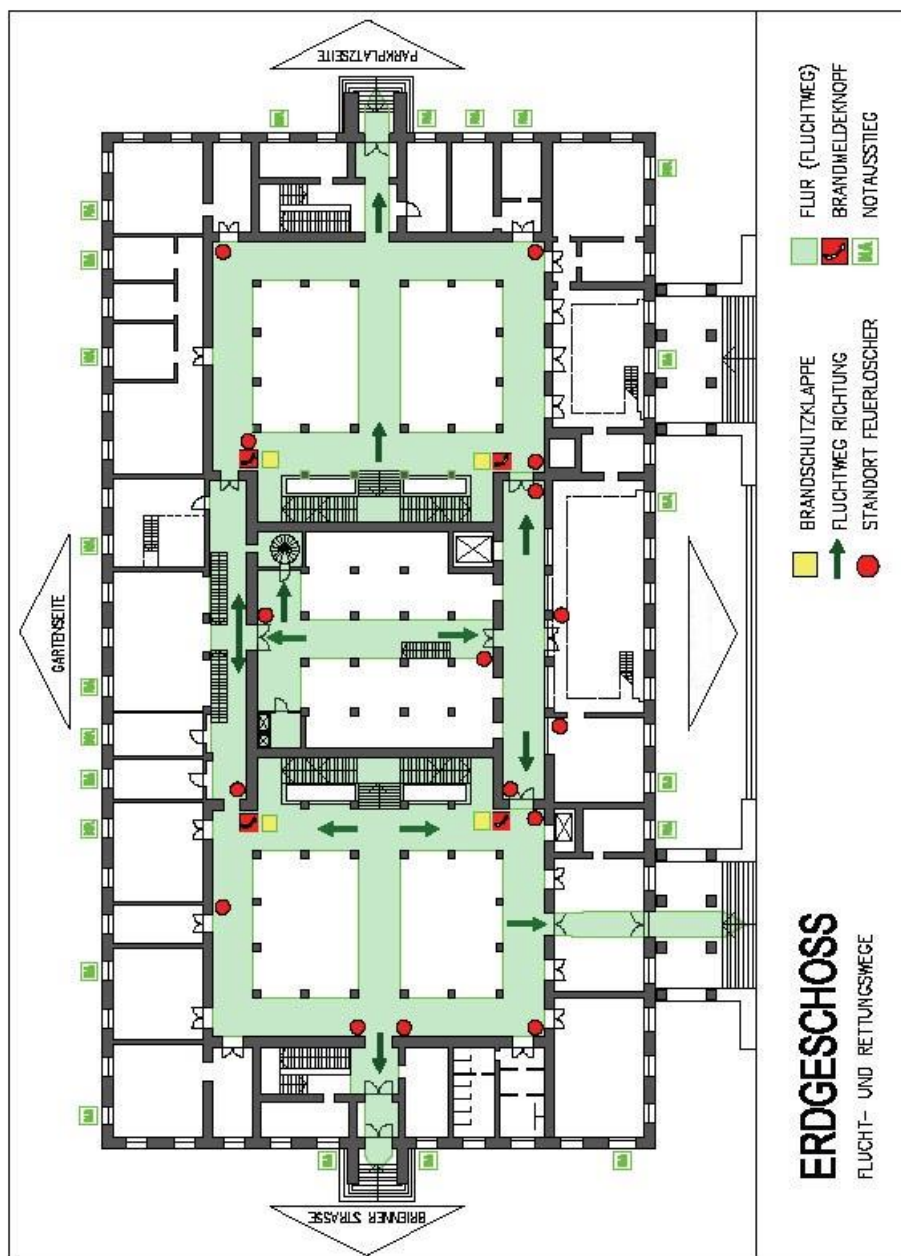 PARKPLATZSEITE
GARTENSEITE
BRIENNER STRASSE
ERDGESCHOSS
FLUCHT- UND RETTUNGSWEGE
BRANDSCHUTZKLAPPE
FLUCHTWEG RICHTUNG
STANDORT FEUERLÖSCHER
FLUR (FLUCHTWEG)
BRANDMELDEKNOPF
NOTAUSSTIEG